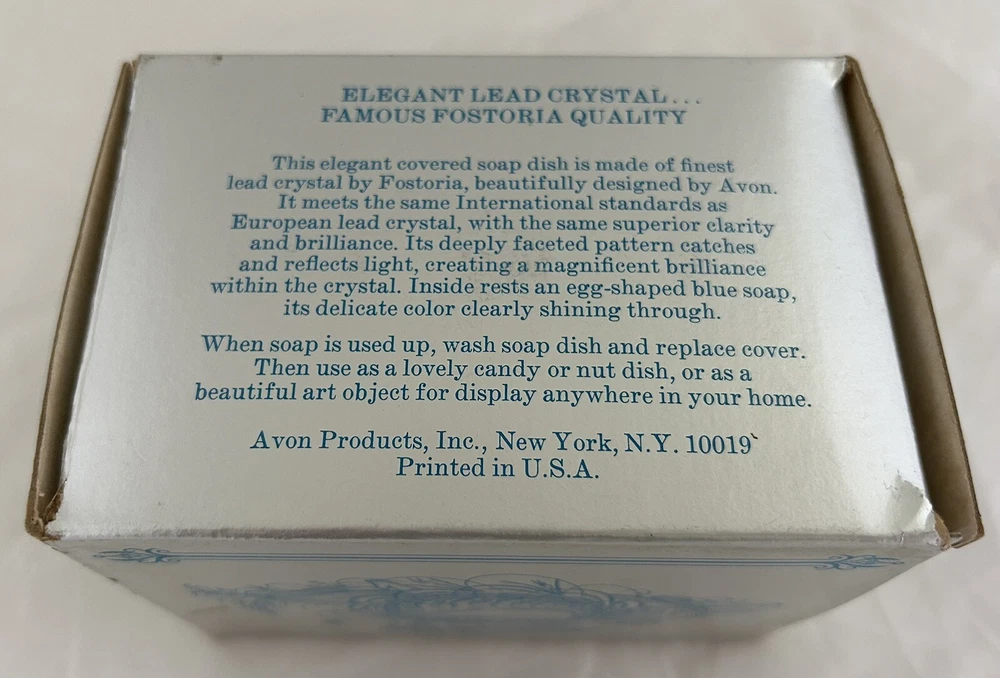 ELEGANT LEAD CRYSTAL...
FAMOUS FOSTORIA QUALITY
This elegant covered soap dish is made of finest
lead crystal by Fostoria, beautifully designed by Avon.
It meets the same International standards as
European lead crystal, with the same superior clarity
and brilliance. Its deeply faceted pattern catches
and reflects light, creating a magnificent brilliance
within the crystal. Inside rests an egg-shaped blue soap,
its delicate color clearly shining through.
When soap is used up, wash soap dish and replace cover.
Then use as a lovely candy or nut dish, or as a
beautiful art object for display anywhere in your home.
Avon Products, Inc., New York, N.Y. 10019
Printed in U.S.A.